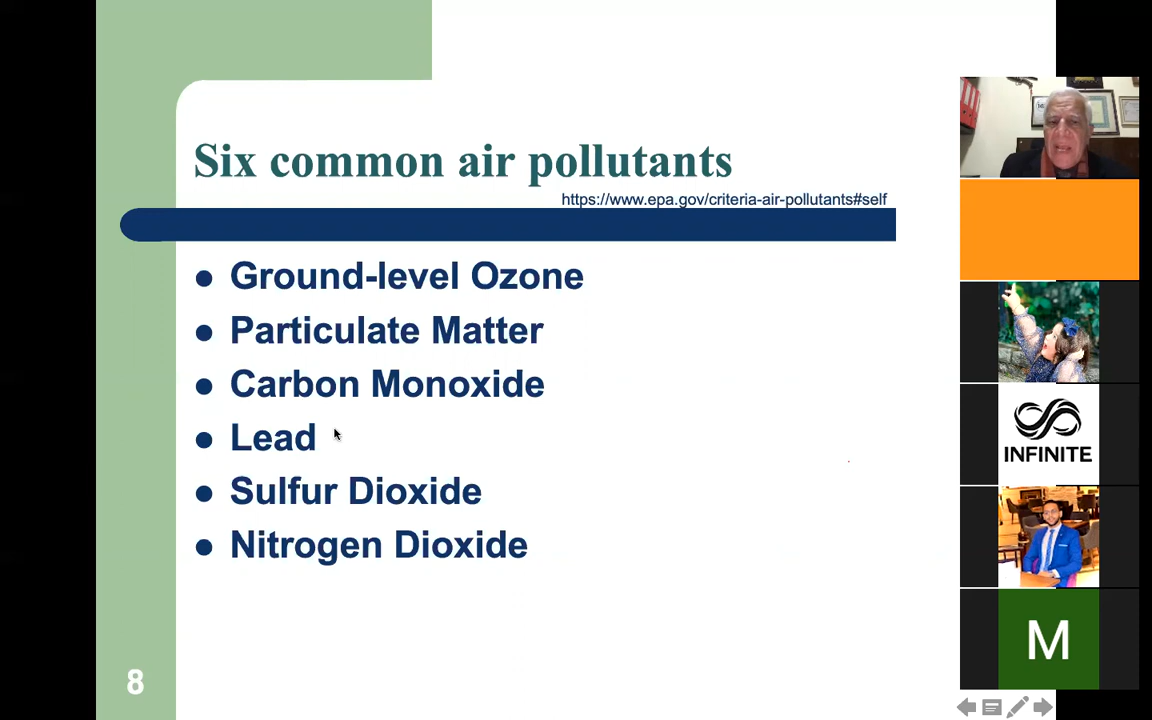 Six common air pollutants
https://www.epa.gov/criteria-air-pollutants#self
Ground-level Ozone
Particulate Matter
Carbon Monoxide
Lead
Sulfur Dioxide
Nitrogen Dioxide
8
INFINITE
M